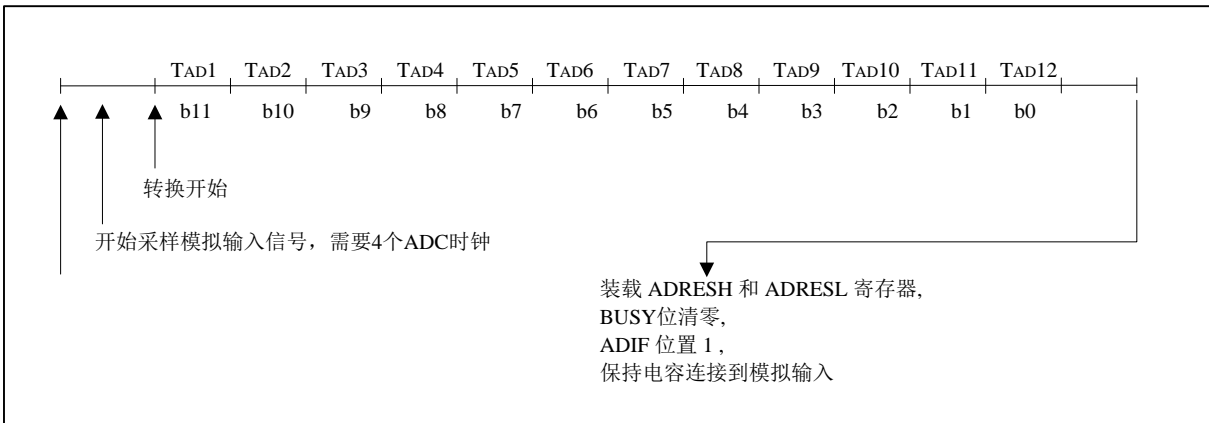 TAD1 TAD2 TAD3 TAD4 TAD5 TAD6 TAD7 TAD8 TAD9 TAD10 TAD11 TAD12
b11 b10 b9 b8 b7 b6 b5 b4 b3 b2 b1 b0
转换开始
开始采样模拟输入信号，需要4个ADC时钟
装载 ADRESH 和 ADRESL 寄存器,
BUSY位清零,
ADIF 位置 1 ,
保持电容连接到模拟输入